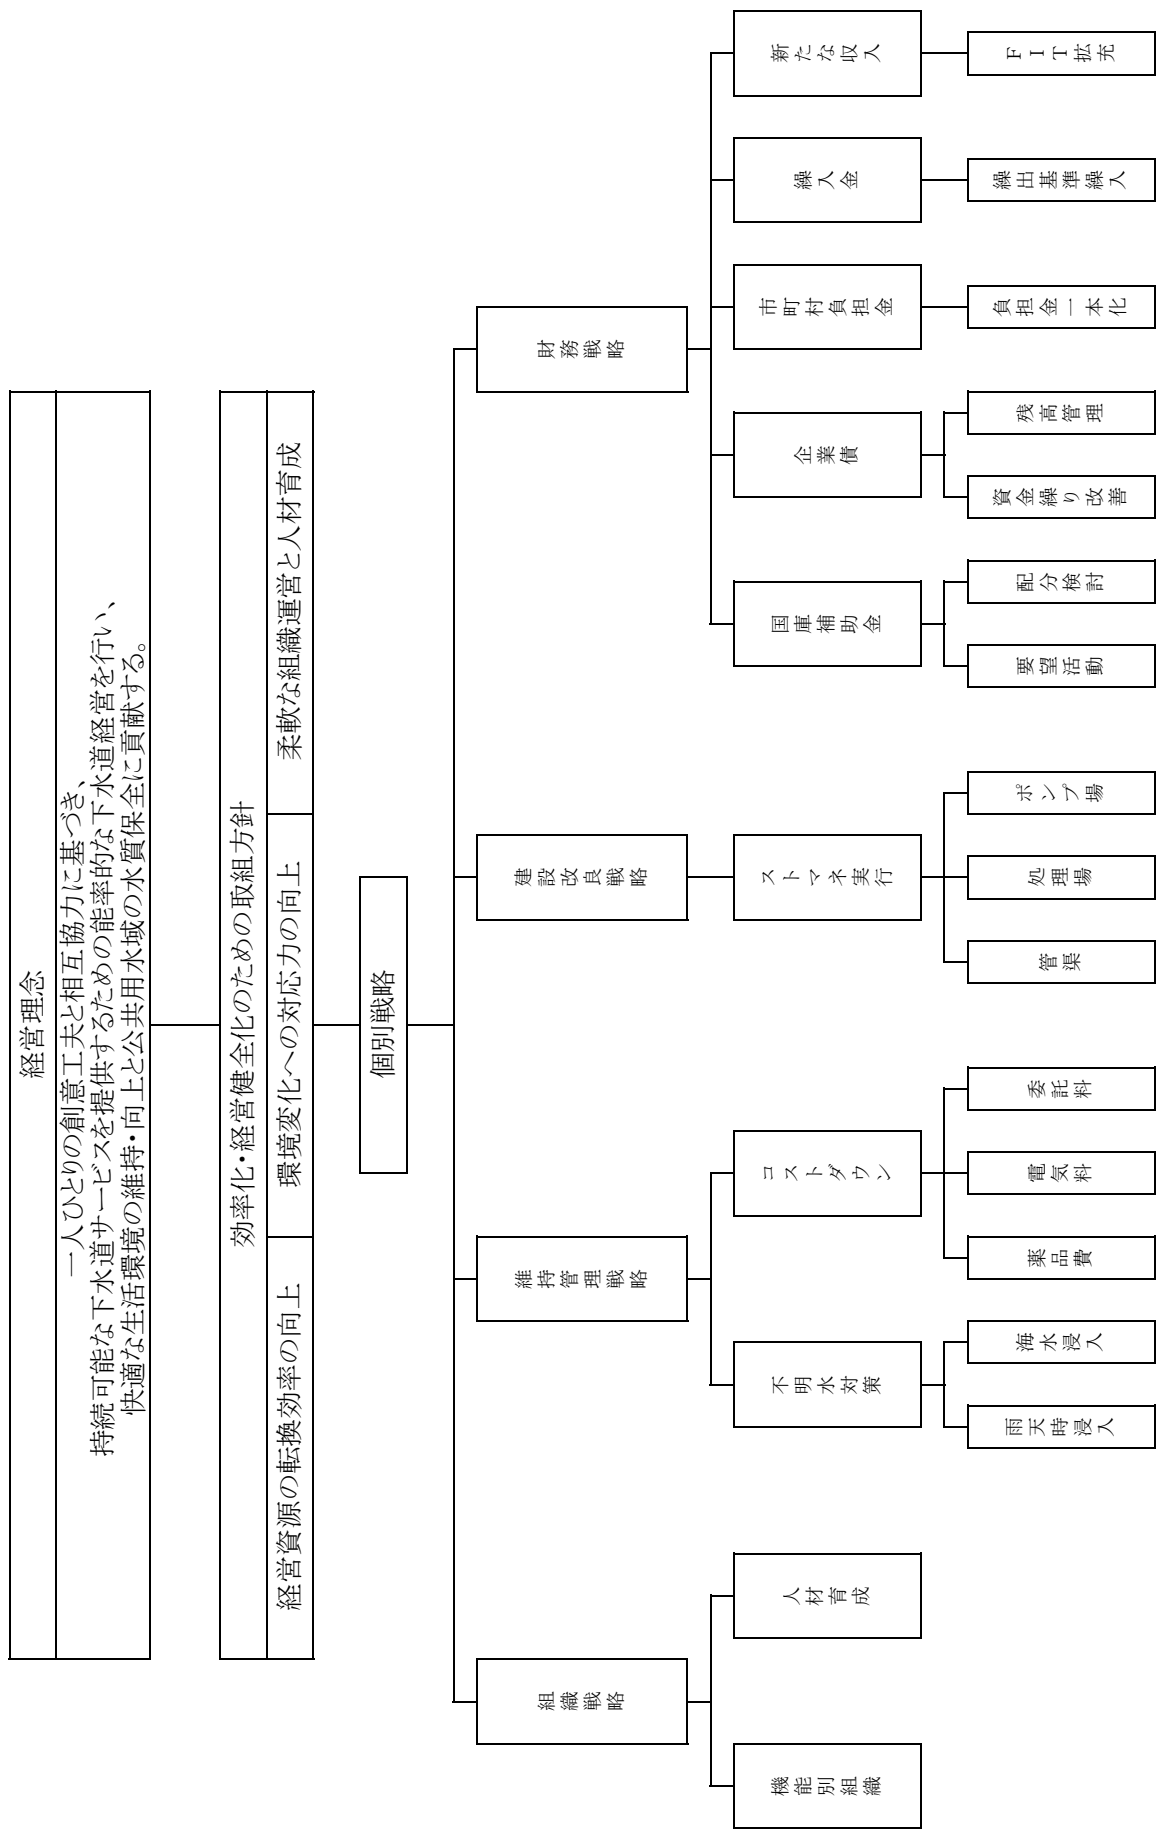 経営理念
一人ひとりの創意工夫と相互協力に基づき、
持続可能な下水道サービスを提供するための能率的な下水道経営を行い、
快適な生活環境の維持・向上と公共用水域の水質保全に貢献する。
効率化・経営健全化のための取組方針
経営資源の転換効率の向上
環境変化への対応力の向上
柔軟な組織運営と人材育成
個別戦略
組織戦略
維持管理戦略
建設改良戦略
財務戦略
機能別組織
人材育成
不明水対策
コストダウン
ストマネ実行
国庫補助金
企業債
市町村負担金
繰入金
新たな収入
雨天時浸入
海水浸入
薬品費
電気料
委託料
管渠
処理場
ポンプ場
要望活動
配分検討
資金繰り改善
残高管理
負担金一本化
繰出基準繰入
FIT拡充